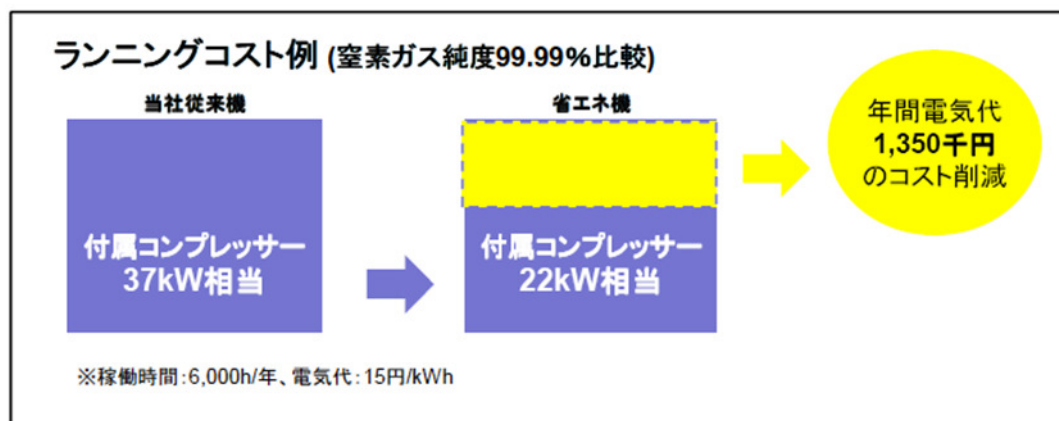 ランニングコスト例 (窒素ガス純度99.99%比較)
当社従来機
省エネ機
付属コンプレッサー
37kW相当
付属コンプレッサー
22kW相当
年間電気代
1,350千円
のコスト削減
※稼働時間:6,000h/年、電気代:15円/kWh